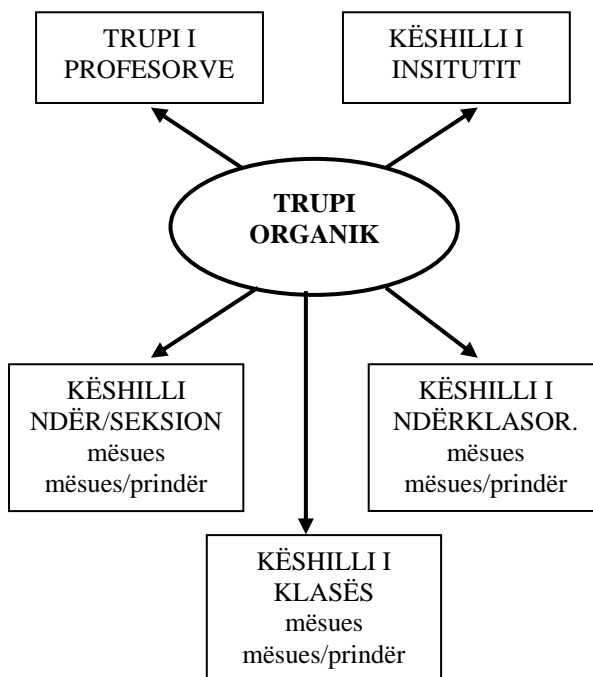 TRUPI I
PROFESORVE
KËSHILLI I
INSITUTIT
TRUPI
ORGANIK
KËSHILLI
NDËR/SEKSION
mësues
mësues/prindër
KËSHILLI I
NDËRKLASOR.
mësues
mësues/prindër
KËSHILLI I
KLASËS
mësues
mësues/prindër